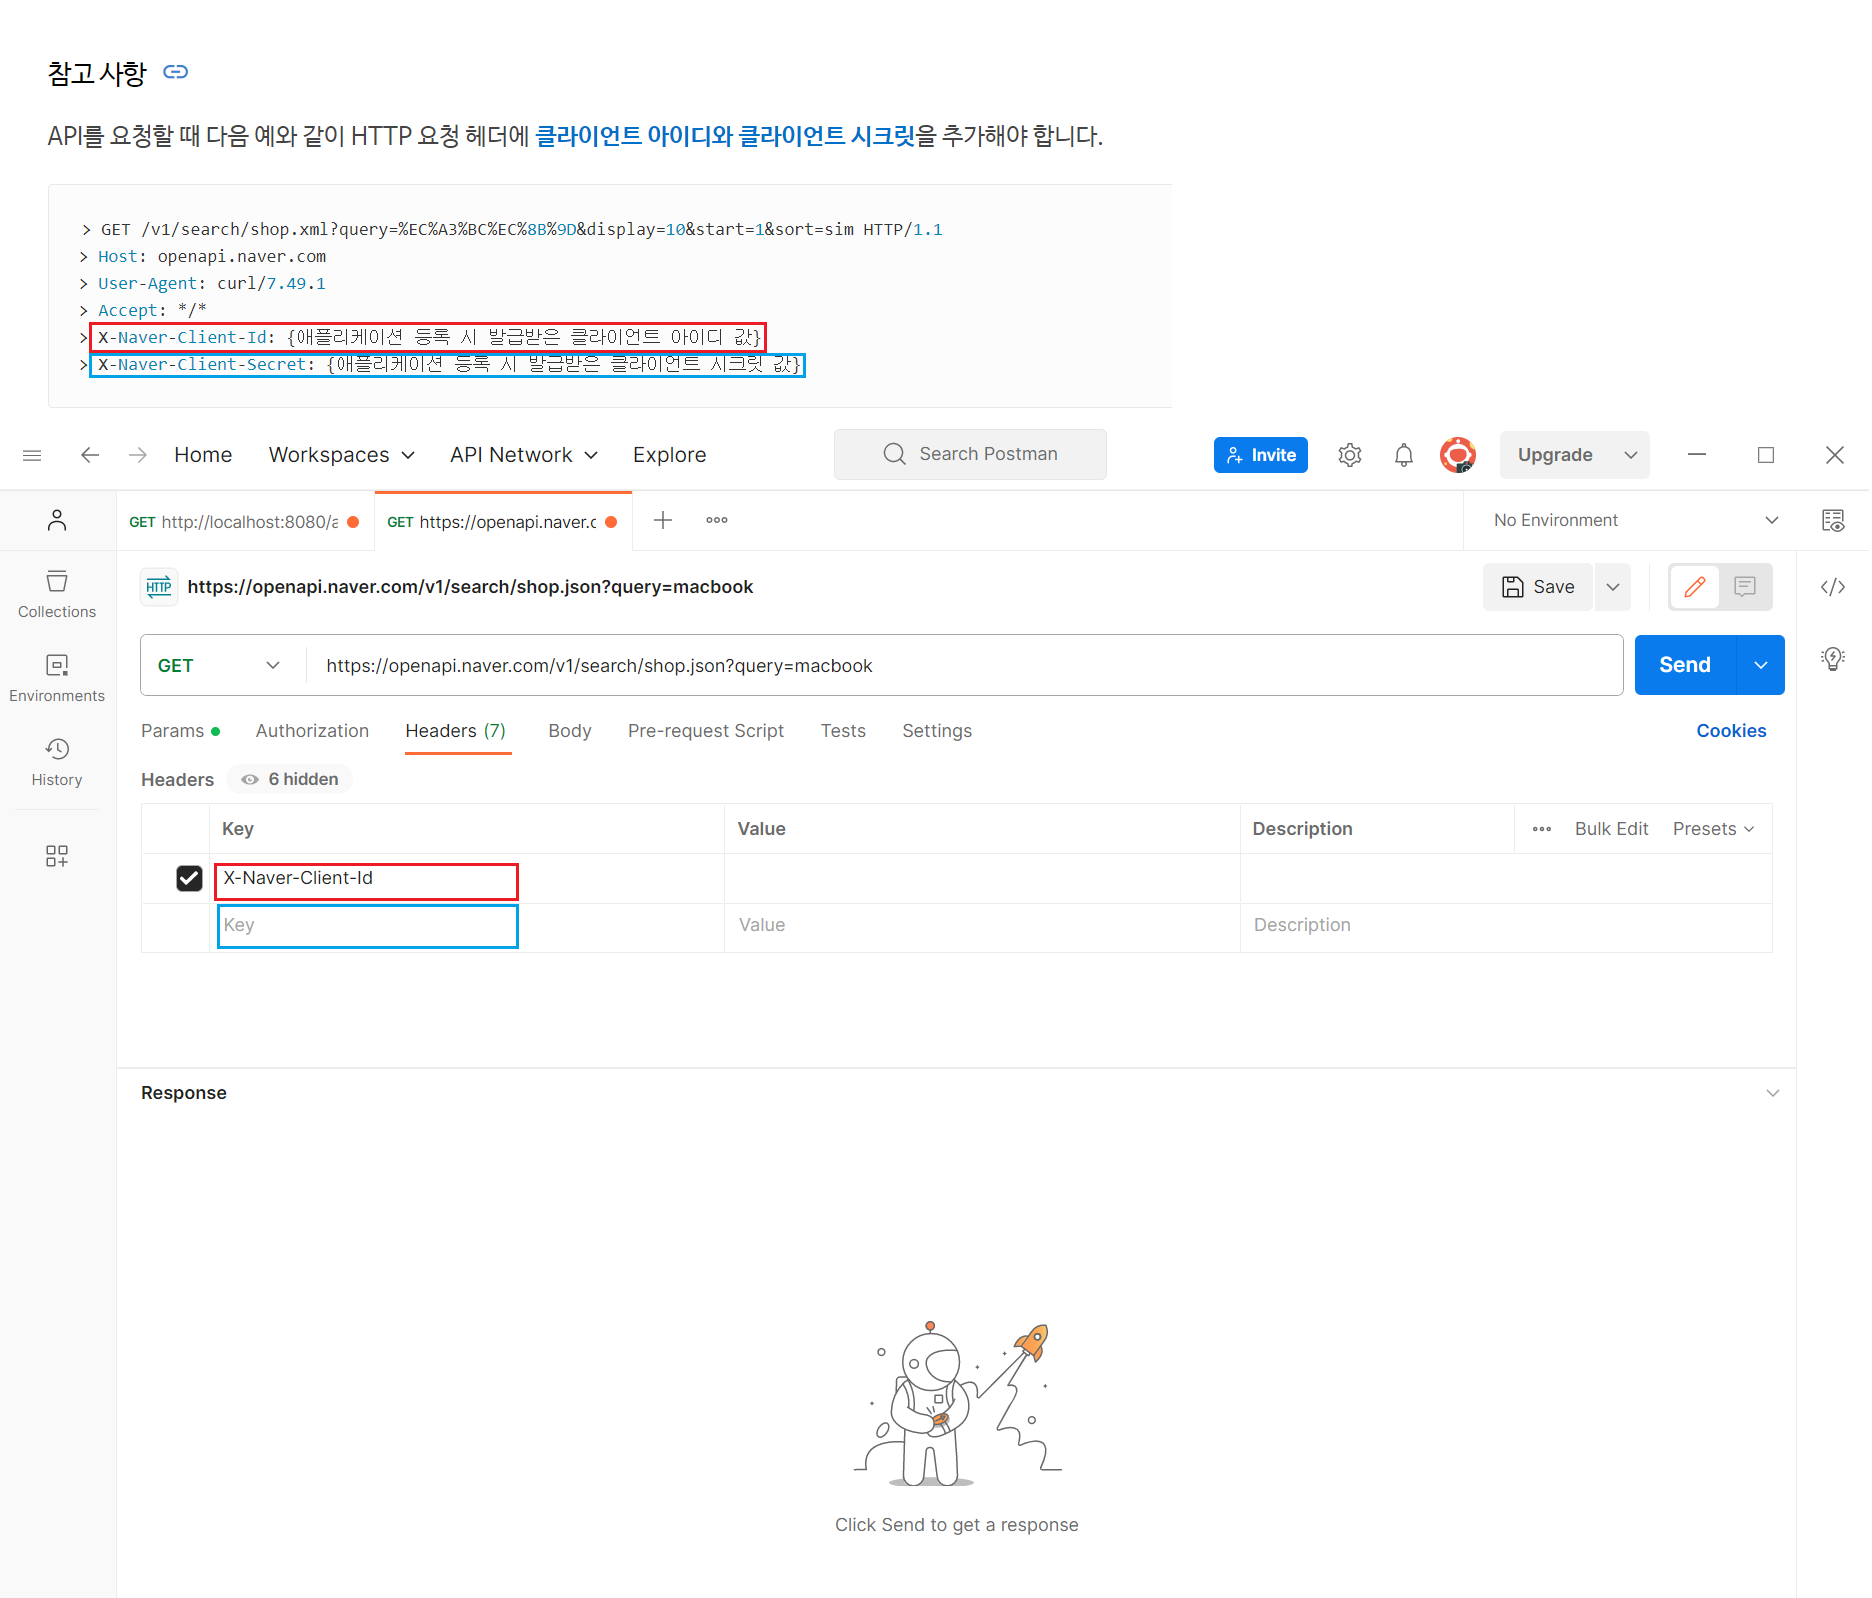 참고 사항
API를 요청할 때 다음 예와 같이 HTTP 요청 헤더에 클라이언트 아이디와 클라이언트 시크릿을 추가해야 합니다.
> GET /v1/search/shop.xml?query=%EC%A3%BC%EC%8B%9D&display=10&start=1&sort=sim HTTP/1.1
> Host: openapi.naver.com
> User-Agent: curl/7.49.1
> Accept: */*
> X-Naver-Client-Id: {애플리케이션 등록 시 발급받은 클라이언트 아이디 값}
> X-Naver-Client-Secret: {애플리케이션 등록 시 발급받은 클라이언트 시크릿 값}
Home Workspaces API Network Explore Search Postman Invite Upgrade
GET http://localhost:8080/a GET https://openapi.naver.c No Environment
HTTP https://openapi.naver.com/v1/search/shop.json?query=macbook Save
Collections
GET https://openapi.naver.com/v1/search/shop.json?query=macbook Send
Environments
Params Authorization Headers (7) Body Pre-request Script Tests Settings Cookies
History
Headers 6 hidden
Key Value Description Bulk Edit Presets
X-Naver-Client-Id
Key Value Description
Response
Click Send to get a response